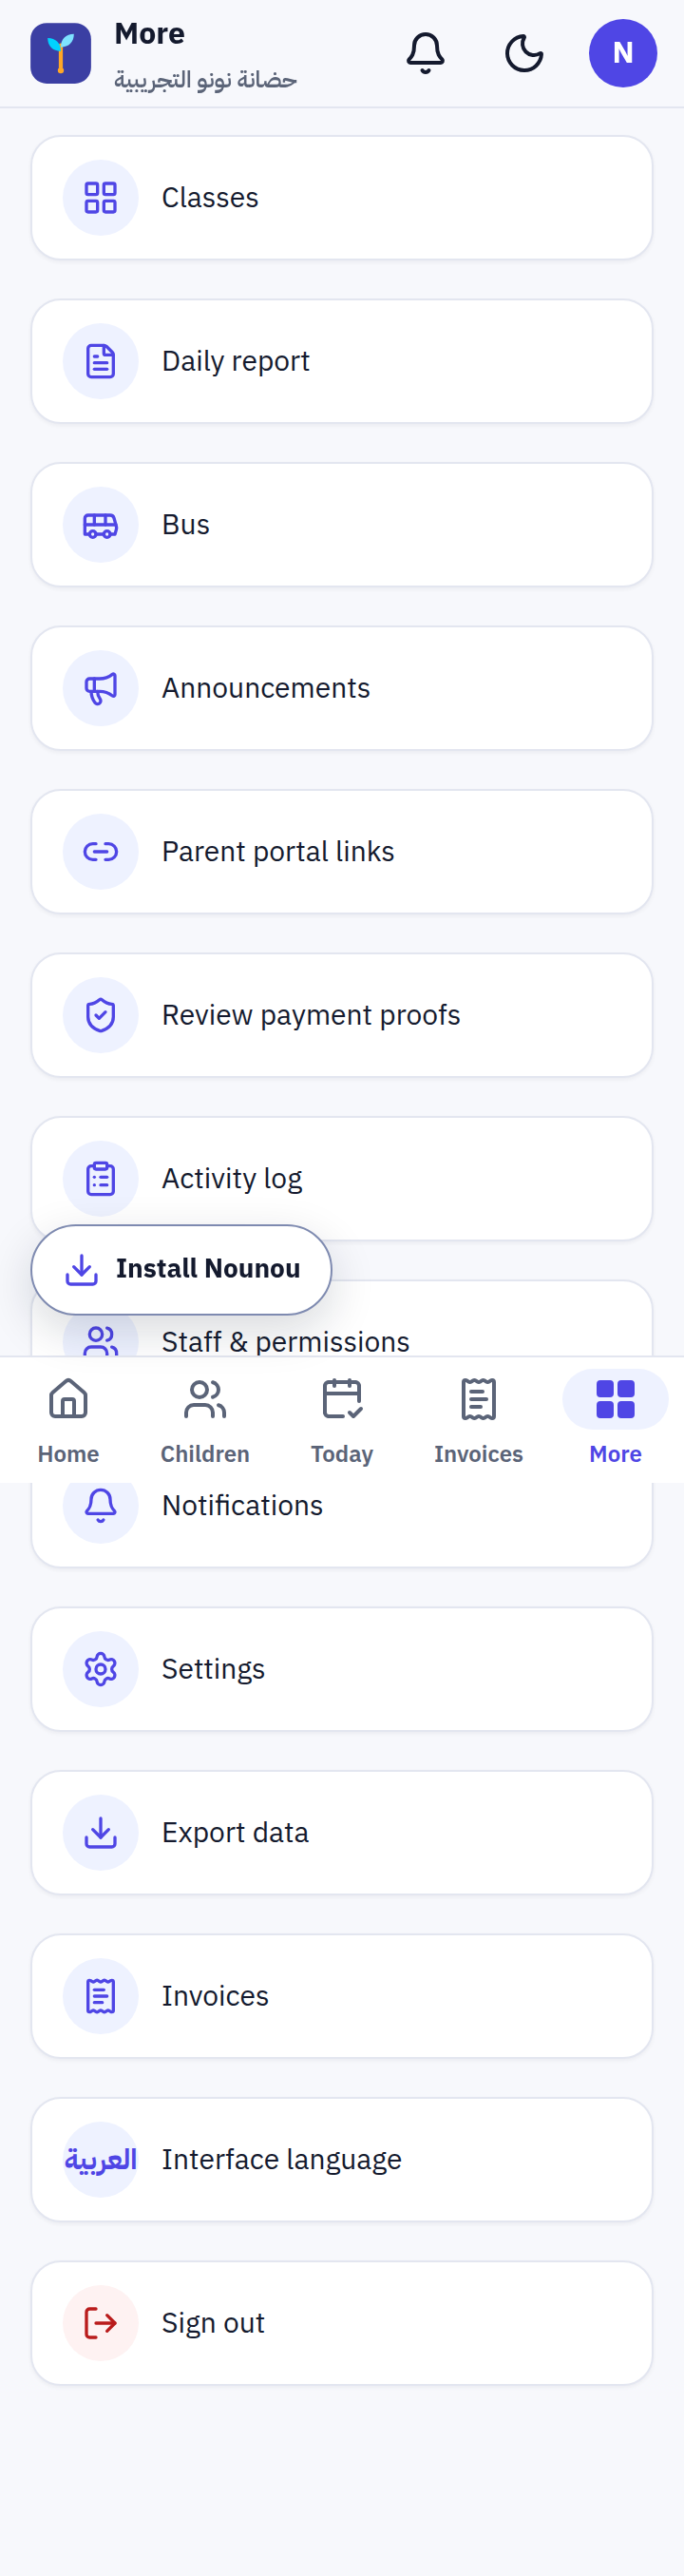 More
حضانة نونو التجريبية
N
Classes
Daily report
Bus
Announcements
Parent portal links
Review payment proofs
Activity log
Install Nounou
Staff & permissions
Home
Children
Today
Invoices
More
Notifications
Settings
Export data
Invoices
العربية Interface language
Sign out